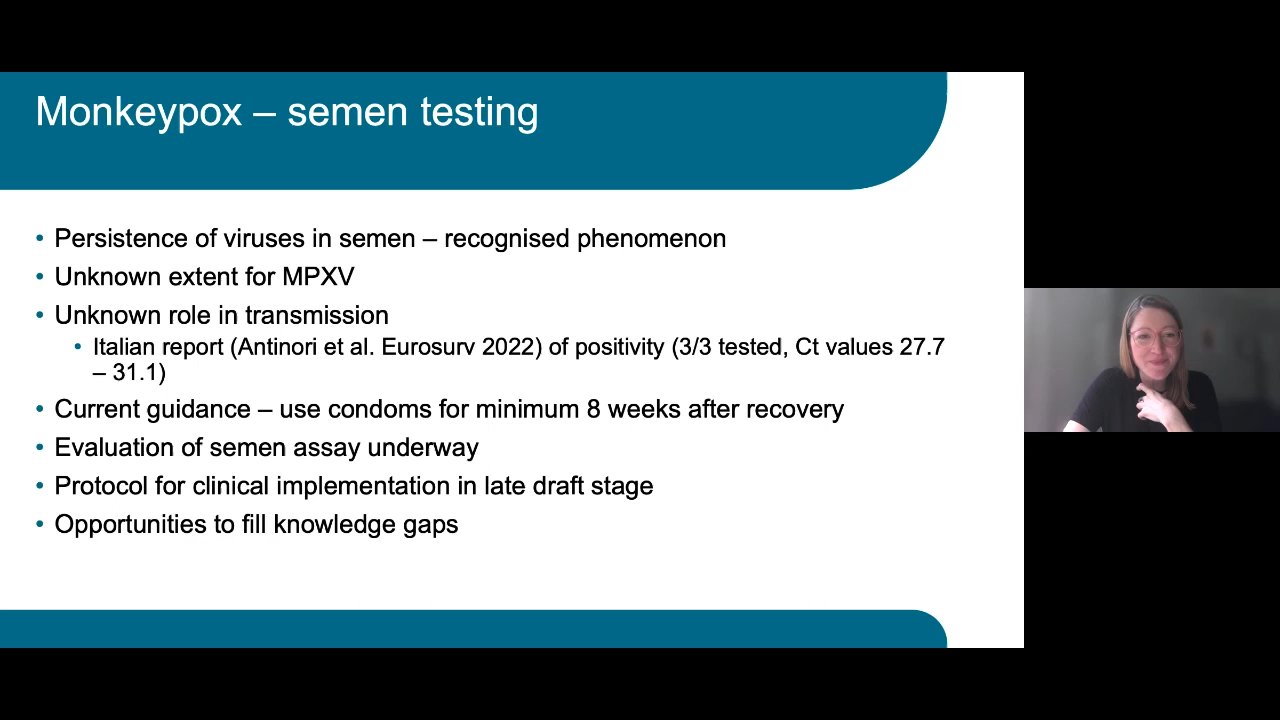 Monkeypox – semen testing
• Persistence of viruses in semen – recognised phenomenon
• Unknown extent for MPXV
• Unknown role in transmission
• Italian report (Antinori et al. Eurosurv 2022) of positivity (3/3 tested, Ct values 27.7
– 31.1)
• Current guidance – use condoms for minimum 8 weeks after recovery
• Evaluation of semen assay underway
• Protocol for clinical implementation in late draft stage
• Opportunities to fill knowledge gaps